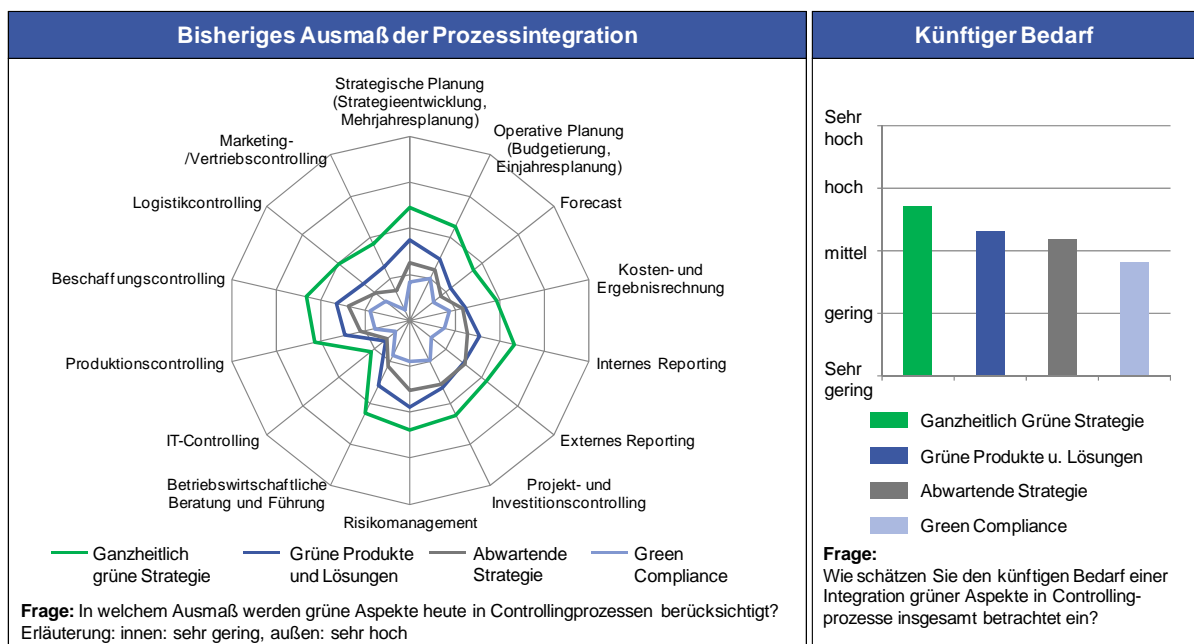 Bisheriges Ausmaß der Prozessintegration
Strategische Planung
(Strategieentwicklung,
Mehrjahresplanung)
Operative Planung
(Budgetierung,
Einjahresplanung)
Forecast
Kosten- und
Ergebnisrechnung
Internes Reporting
Externes Reporting
Projekt- und
Investitionscontrolling
Risikomanagement
Betriebswirtschaftliche
Beratung und Führung
IT-Controlling
Produktionscontrolling
Beschaffungscontrolling
Logistikcontrolling
Marketing-
/Vertriebscontrolling
Ganzheitlich
grüne Strategie
Grüne Produkte
und Lösungen
Abwartende
Strategie
Green
Compliance
Frage: In welchem Ausmaß werden grüne Aspekte heute in Controllingprozessen berücksichtigt?
Erläuterung: innen: sehr gering, außen: sehr hoch
Künftiger Bedarf
Sehr
hoch
hoch
mittel
gering
Sehr
gering
Ganzheitlich Grüne Strategie
Grüne Produkte u. Lösungen
Abwartende Strategie
Green Compliance
Frage:
Wie schätzen Sie den künftigen Bedarf einer
Integration grüner Aspekte in Controlling-
prozesse insgesamt betrachtet ein?